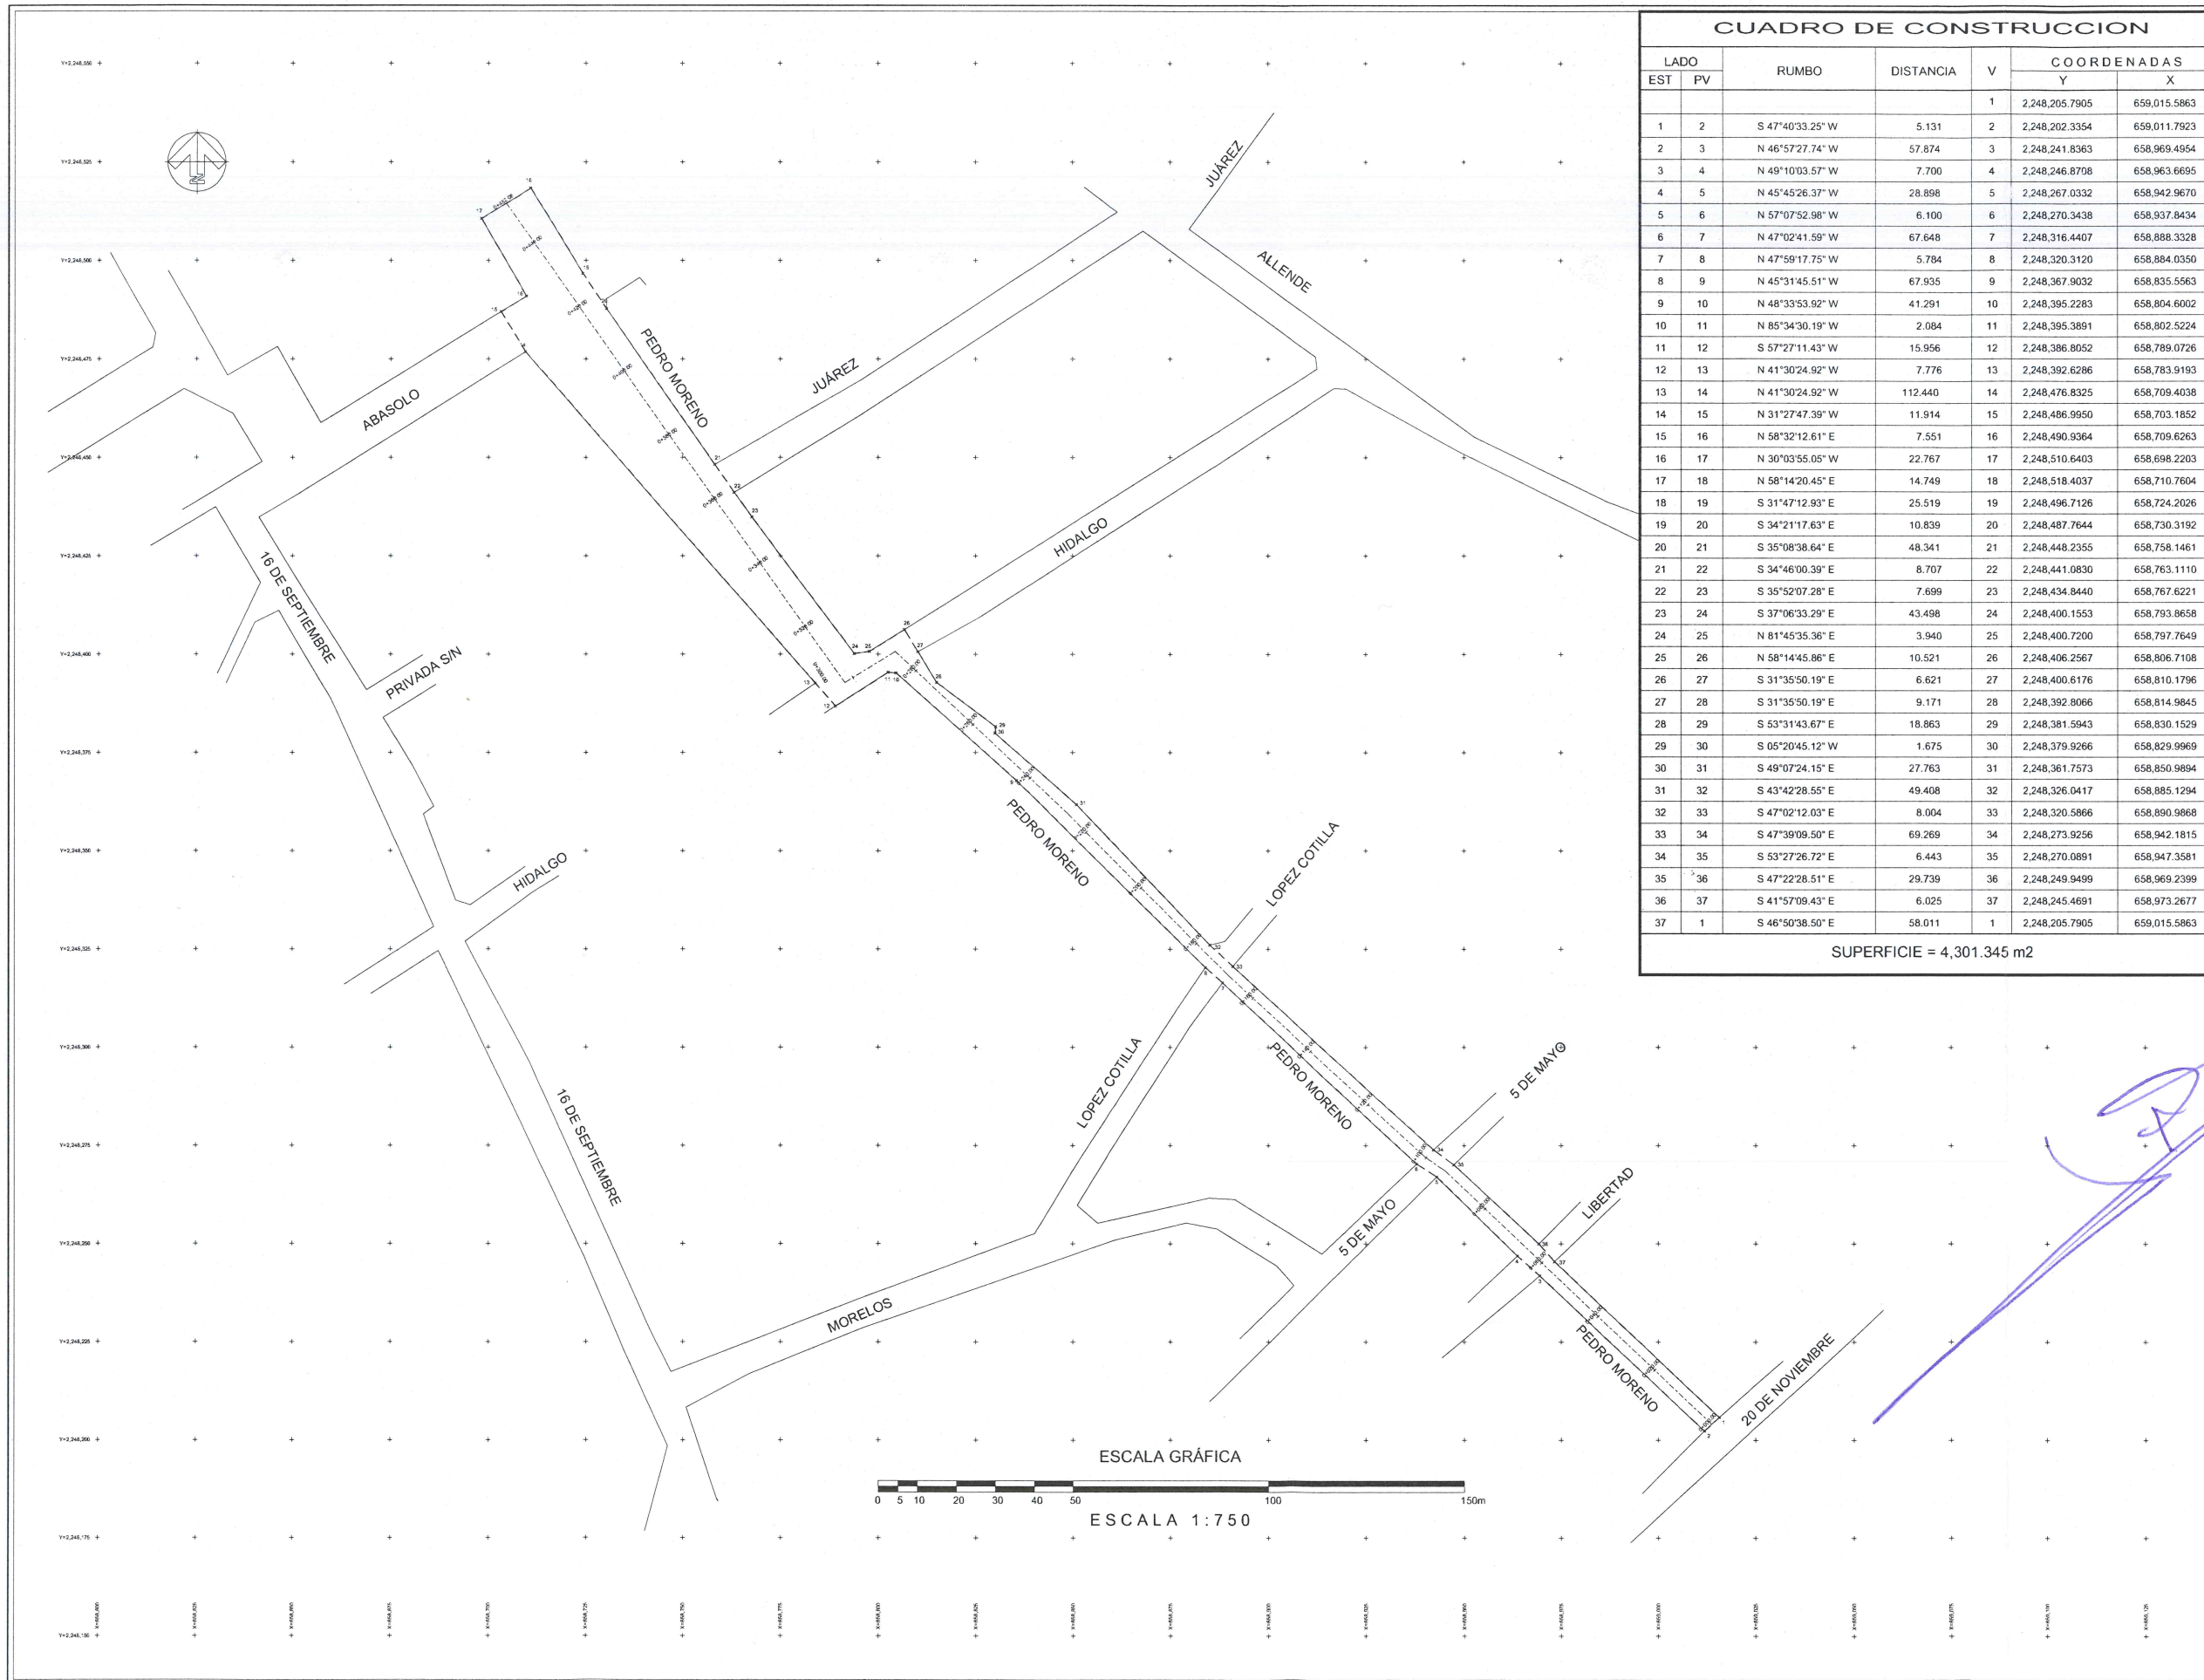 CUADRO DE CONSTRUCCION
LADO RUMBO DISTANCIA V COORDENADAS
EST PV Y X
1 2,248,205.7905 659,015.5863
1 2 S 47°40'33.25" W 5.131 2 2,248,202.3354 659,011.7923
2 3 N 46°57'27.74" W 57.874 3 2,248,241.8363 658,969.4954
3 4 N 49°10'03.57" W 7.700 4 2,248,246.8708 658,963.6695
4 5 N 45°45'26.37" W 28.898 5 2,248,267.0332 658,942.9670
5 6 N 57°07'52.98" W 6.100 6 2,248,270.3438 658,937.8434
6 7 N 47°02'41.59" W 67.648 7 2,248,316.4407 658,888.3328
7 8 N 47°59'17.75" W 5.784 8 2,248,320.3120 658,884.0350
8 9 N 45°31'45.51" W 67.935 9 2,248,367.9032 658,835.5563
9 10 N 48°33'53.92" W 41.291 10 2,248,395.2283 658,804.6002
10 11 N 85°34'30.19" W 2.084 11 2,248,395.3891 658,802.5224
11 12 S 57°27'11.43" W 15.956 12 2,248,386.8052 658,789.0726
12 13 N 41°30'24.92" W 7.776 13 2,248,392.6286 658,783.9193
13 14 N 41°30'24.92" W 112.440 14 2,248,476.8325 658,709.4038
14 15 N 31°27'47.39" W 11.914 15 2,248,486.9950 658,703.1852
15 16 N 58°32'12.61" E 7.551 16 2,248,490.9364 658,709.6263
16 17 N 30°03'55.05" W 22.767 17 2,248,510.6403 658,698.2203
17 18 N 58°14'20.45" E 14.749 18 2,248,518.4037 658,710.7604
18 19 S 31°47'12.93" E 25.519 19 2,248,496.7126 658,724.2026
19 20 S 34°21'17.63" E 10.839 20 2,248,487.7644 658,730.3192
20 21 S 35°08'38.64" E 48.341 21 2,248,448.2355 658,758.1461
21 22 S 34°46'00.39" E 8.707 22 2,248,441.0830 658,763.1110
22 23 S 35°52'07.28" E 7.699 23 2,248,434.8440 658,767.6221
23 24 S 37°06'33.29" E 43.498 24 2,248,400.1553 658,793.8658
24 25 N 81°45'35.36" E 3.940 25 2,248,400.7200 658,797.7649
25 26 N 58°14'45.86" E 10.521 26 2,248,406.2567 658,806.7108
26 27 S 31°35'50.19" E 6.621 27 2,248,400.6176 658,810.1796
27 28 S 31°35'50.19" E 9.171 28 2,248,392.8066 658,814.9845
28 29 S 53°31'43.67" E 18.863 29 2,248,381.5943 658,830.1529
29 30 S 05°20'45.12" W 1.675 30 2,248,379.9266 658,829.9969
30 31 S 49°07'24.15" E 27.763 31 2,248,361.7573 658,850.9894
31 32 S 43°42'28.55" E 49.408 32 2,248,326.0417 658,885.1294
32 33 S 47°02'12.03" E 8.004 33 2,248,320.5866 658,890.9868
33 34 S 47°39'09.50" E 69.269 34 2,248,273.9256 658,942.1815
34 35 S 53°27'26.72" E 6.443 35 2,248,270.0891 658,947.3581
35 36 S 47°22'28.51" E 29.739 36 2,248,249.9499 658,969.2399
36 37 S 41°57'09.43" E 6.025 37 2,248,245.4691 658,973.2677
37 1 S 46°50'38.50" E 58.011 1 2,248,205.7905 659,015.5863
SUPERFICIE = 4,301.345 m2
JUÁREZ
ALLENDE
PEDRO MORENO
JUÁREZ
ABASOLO
HIDALGO
16 DE SEPTIEMBRE
PRIVADA S/N
HIDALGO
PEDRO MORENO
LOPEZ COTILLA
LOPEZ COTILLA
PEDRO MORENO
5 DE MAYO
16 DE SEPTIEMBRE
5 DE MAYO
LIBERTAD
MORELOS
PEDRO MORENO
20 DE NOVIEMBRE
ESCALA GRÁFICA
0 5 10 20 30 40 50 100 150m
ESCALA 1:750